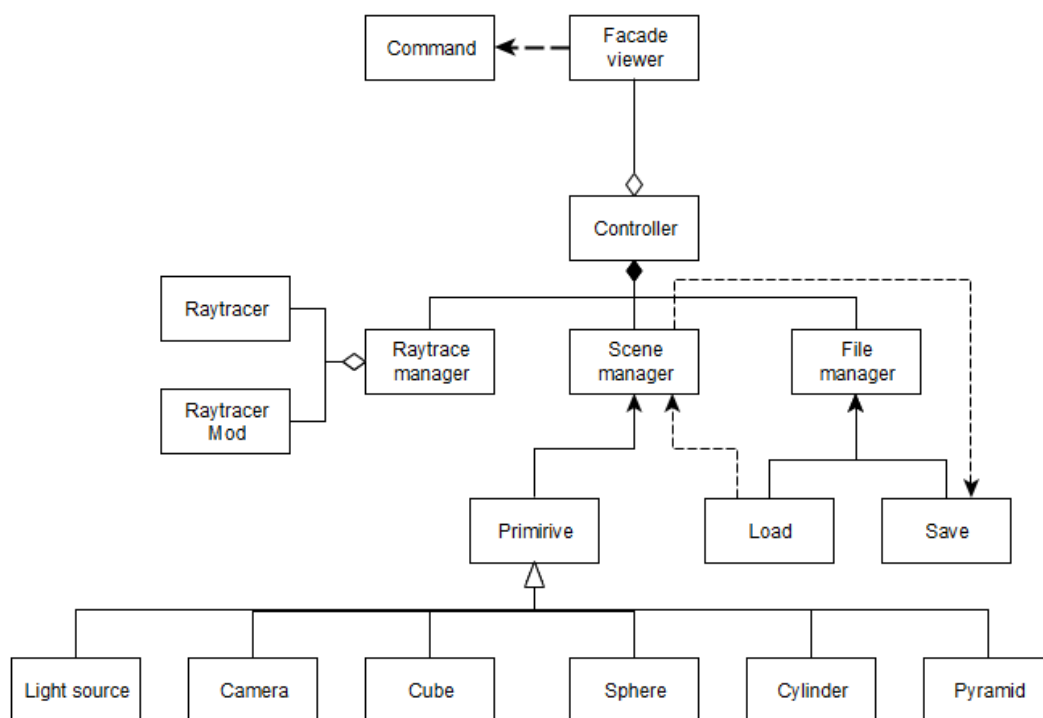 Command
Facade
viewer
Controller
Raytracer
Raytrace
manager
Scene
manager
File
manager
Raytracer
Mod
Primirive
Load
Save
Light source
Camera
Cube
Sphere
Cylinder
Pyramid